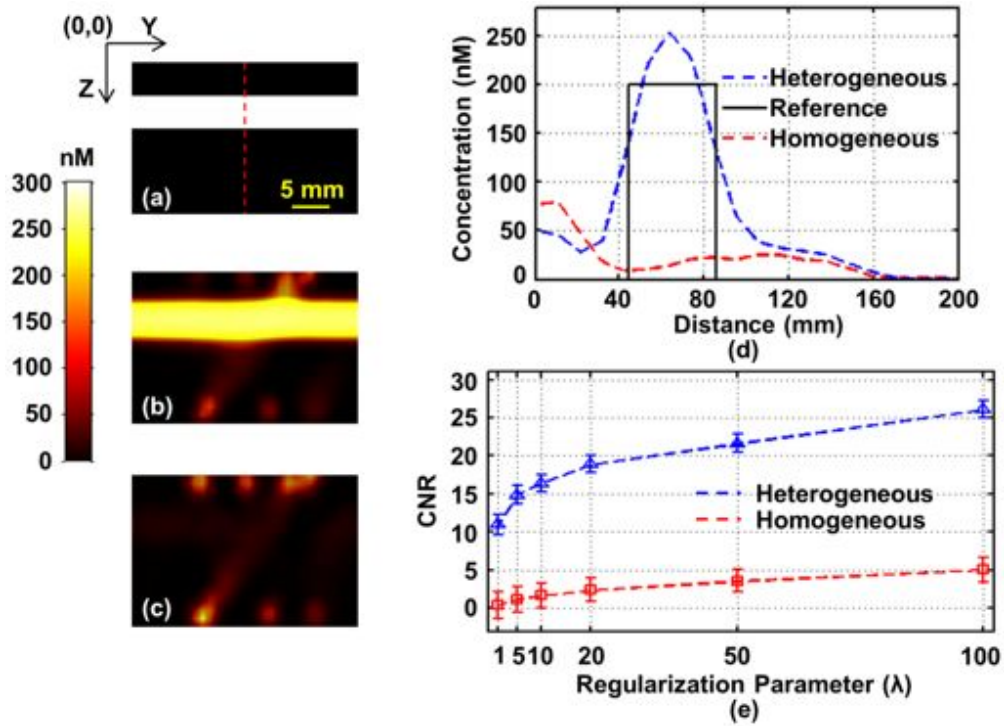 (0,0)
Y
Z
nM
300
250
200
150
100
50
0
5 mm
(a)
(b)
(c)
Concentration (nM)
250
200
150
100
50
0
Heterogeneous
Reference
Homogeneous
0 40 80 120 160 200
Distance (mm)
(d)
CNR
30
25
20
15
10
5
0
Heterogeneous
Homogeneous
1 5 10 20 50 100
Regularization Parameter (λ)
(e)